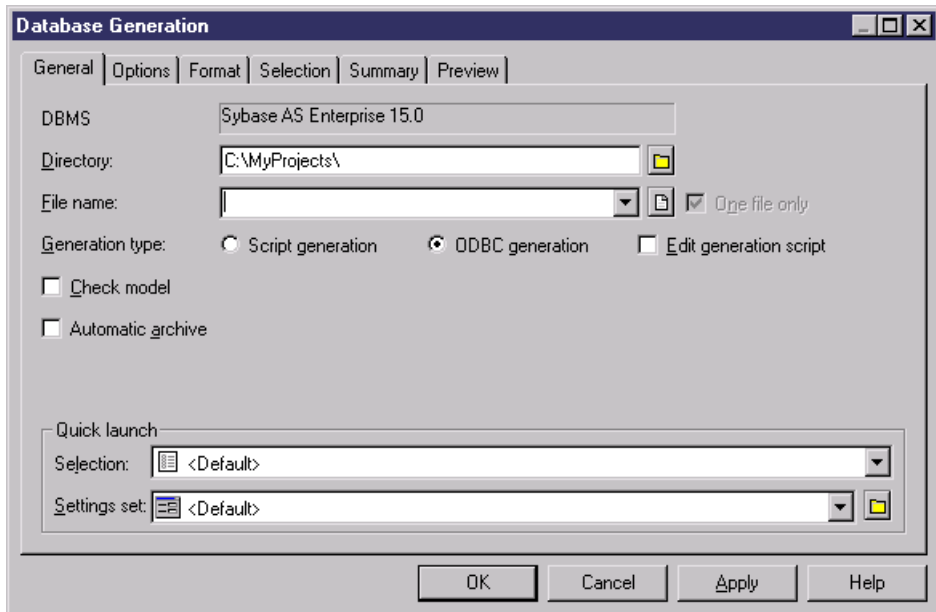 Database Generation
General Options Format Selection Summary Preview
DBMS Sybase AS Enterprise 15.0
Directory: C:\MyProjects\
File name: One file only
Generation type: Script generation ODBC generation Edit generation script
Check model
Automatic archive
Quick launch
Selection: <Default>
Settings set: <Default>
OK Cancel Apply Help